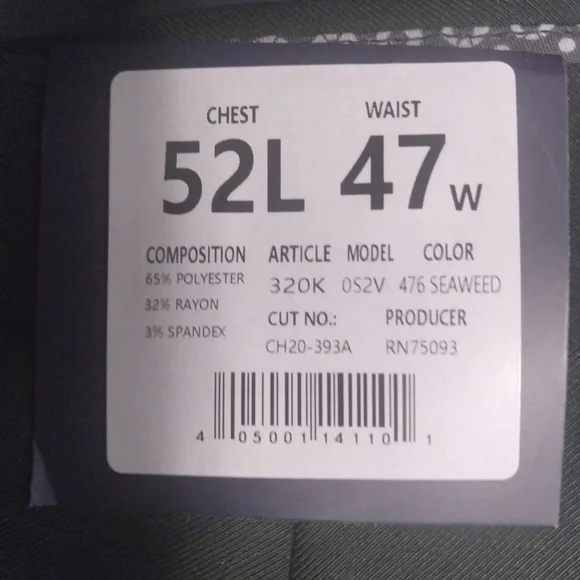 CHEST WAIST
52L 47W
COMPOSITION ARTICLE MODEL COLOR
65% POLYESTER 320K 0S2V 476 SEAWEED
32% RAYON CUT NO.: PRODUCER
3% SPANDEX CH20-393A RN75093
4 05001 14110 1